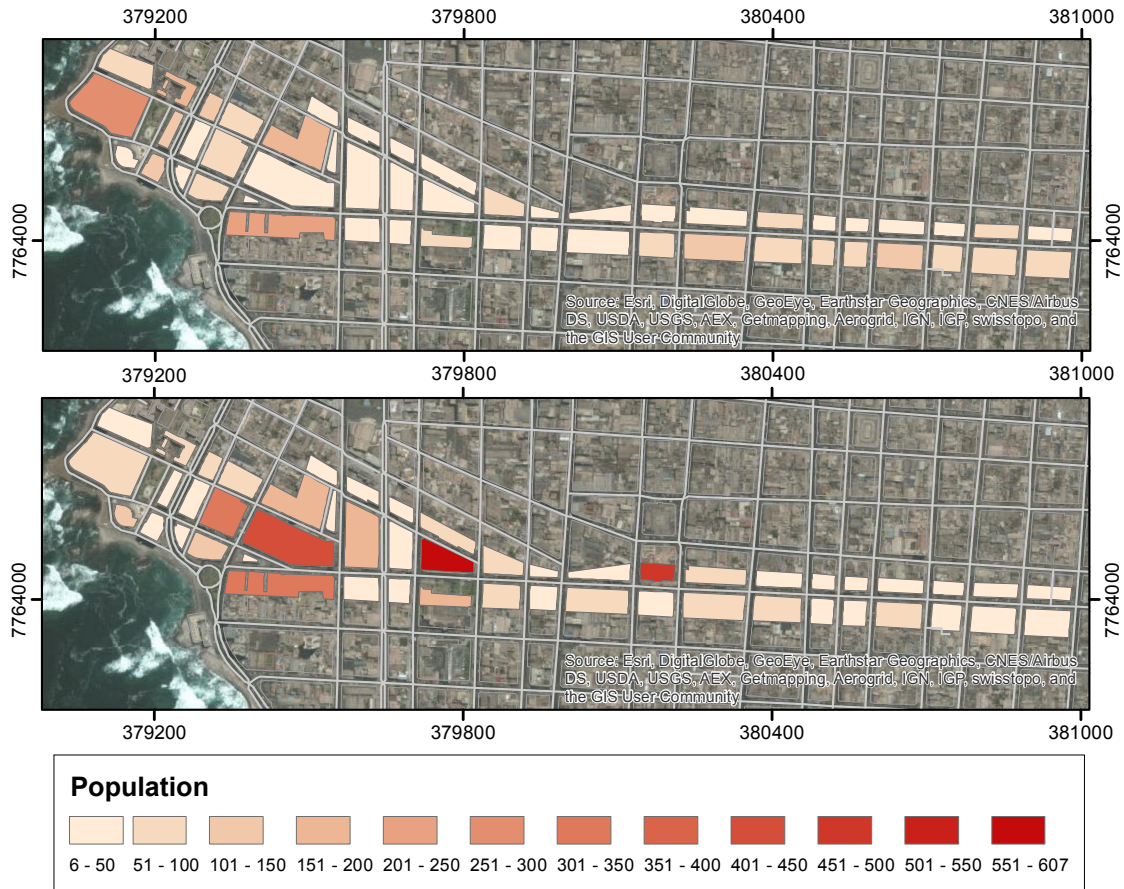 379200 379800 380400 381000
7764000
7764000
Source: Esri, DigitalGlobe, GeoEye, Earthstar Geographics, CNES/Airbus
DS, USDA, USGS, AEX, Getmapping, Aerogrid, IGN, IGP, swisstopo, and
the GIS User Community
379200 379800 380400 381000
7764000
7764000
Source: Esri, DigitalGlobe, GeoEye, Earthstar Geographics, CNES/Airbus
DS, USDA, USGS, AEX, Getmapping, Aerogrid, IGN, IGP, swisstopo, and
the GIS User Community
379200 379800 380400 381000
Population
6 - 50 51 - 100 101 - 150 151 - 200 201 - 250 251 - 300 301 - 350 351 - 400 401 - 450 451 - 500 501 - 550 551 - 607